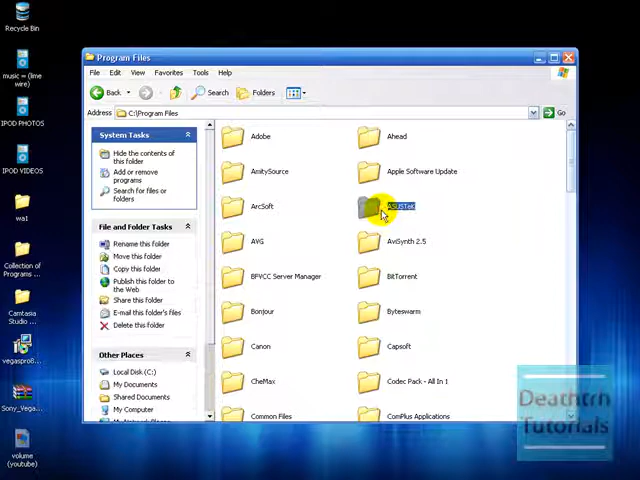 Recycle Bin
music = (lime
wire)
IPOD PHOTOS
IPOD VIDEOS
wa1
Collection of
Programs ...
Camtasia
Studio ...
vegaspro8...
Sony_Vega...
volume
(youtube)
Program Files
File Edit View Favorites Tools Help
Back Search Folders
Address C:\Program Files Go
System Tasks
Hide the contents of
this folder
Add or remove
programs
Search for files or
folders
File and Folder Tasks
Rename this folder
Move this folder
Copy this folder
Publish this folder to
the Web
Share this folder
E-mail this folder's files
Delete this folder
Other Places
Local Disk (C:)
My Documents
Shared Documents
My Computer
Adobe Ahead
AmitySource Apple Software Update
ArcSoft ASUSTeK
AVG AviSynth 2.5
BFVCC Server Manager BitTorrent
Bonjour Byteswarm
Canon Capsoft
CheMax Codec Pack - All In 1
Common Files ComPlus Applications
Deathtrn
Tutorials